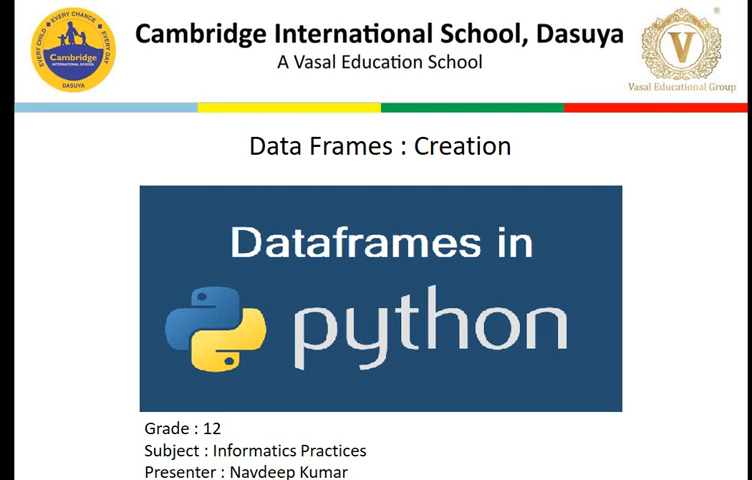 EVERY CHILD • EVERY CHANCE • EVERY DAY
Cambridge
INTERNATIONAL SCHOOL
DASUYA
Cambridge International School, Dasuya
A Vasal Education School
V
®
Vasal Educational Group
Data Frames : Creation
Dataframes in
python
Grade : 12
Subject : Informatics Practices
Presenter : Navdeep Kumar